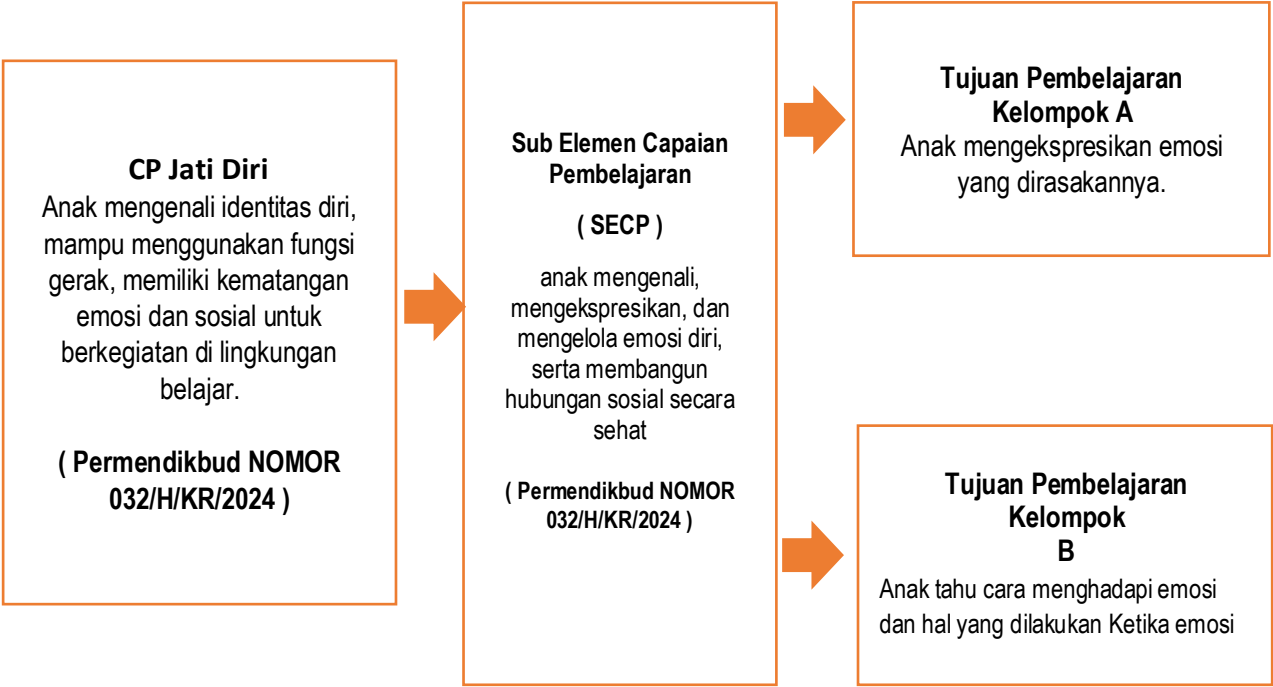 CP Jati Diri
Anak mengenali identitas diri,
mampu menggunakan fungsi
gerak, memiliki kematangan
emosi dan sosial untuk
berkegiatan di lingkungan
belajar.
( Permendikbud NOMOR
032/H/KR/2024 )
Sub Elemen Capaian
Pembelajaran
( SECP )
anak mengenali,
mengekspresikan, dan
mengelola emosi diri,
serta membangun
hubungan sosial secara
sehat
( Permendikbud NOMOR
032/H/KR/2024 )
Tujuan Pembelajaran
Kelompok A
Anak mengekspresikan emosi
yang dirasakannya.
Tujuan Pembelajaran
Kelompok
B
Anak tahu cara menghadapi emosi
dan hal yang dilakukan Ketika emosi